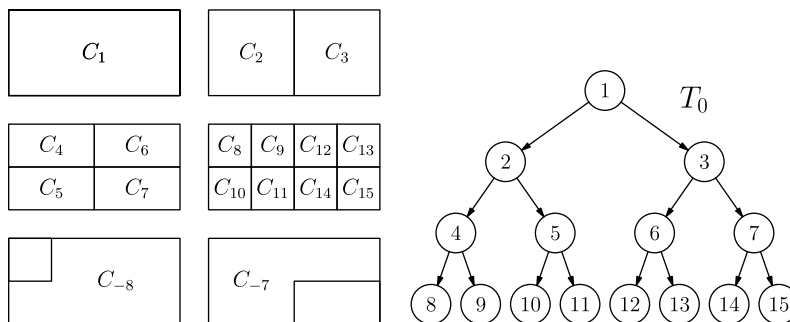 C₁ C₂ C₃
1 T₀
C₄ C₆ C₈ C₉ C₁₂ C₁₃
2 3
C₅ C₇ C₁₀ C₁₁ C₁₄ C₁₅
4 5 6 7
C₋₈ C₋₇
8 9 10 11 12 13 14 15